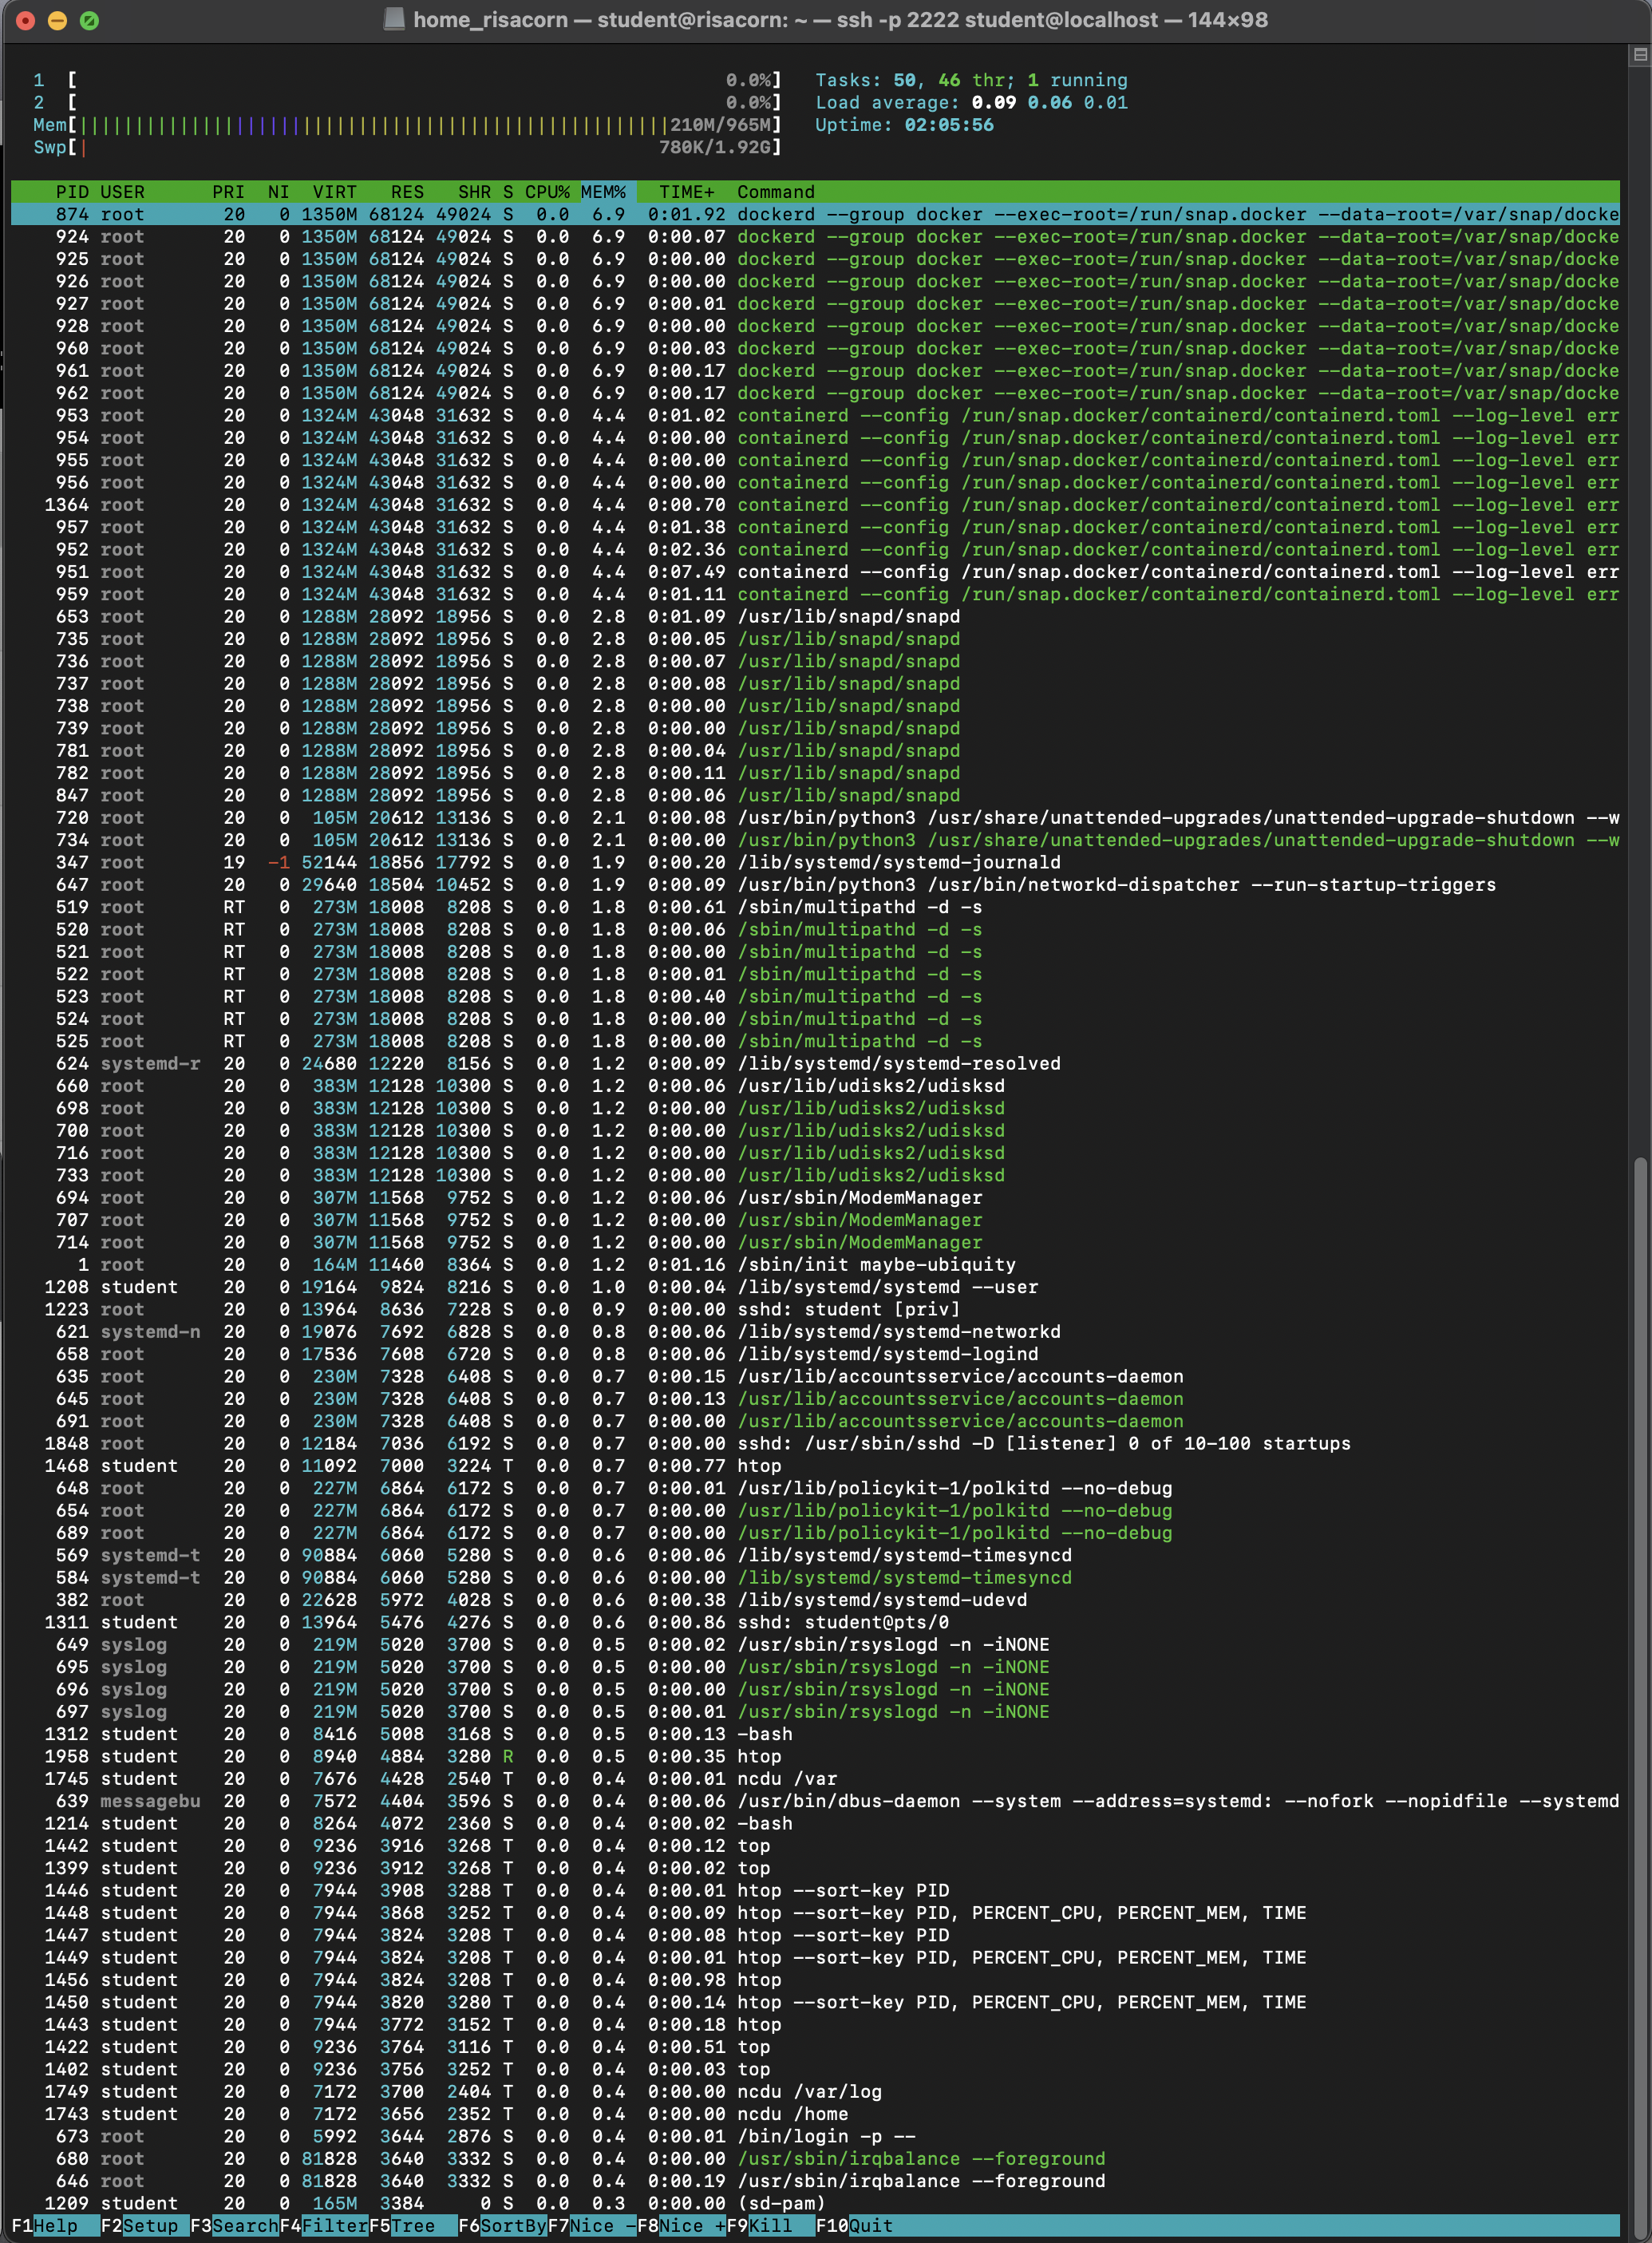 home_risacorn — student@risacorn: ~ — ssh -p 2222 student@localhost — 144×98
1 [ 0.0%] Tasks: 50, 46 thr; 1 running
2 [ 0.0%] Load average: 0.09 0.06 0.01
Mem[||||||||||||||||||||||||||||||||||||||||||||||||||||||210M/965M] Uptime: 02:05:56
Swp[| 780K/1.92G]
PID USER PRI NI VIRT RES SHR S CPU% MEM% TIME+ Command
874 root 20 0 1350M 68124 49024 S 0.0 6.9 0:01.92 dockerd --group docker --exec-root=/run/snap.docker --data-root=/var/snap/docke
924 root 20 0 1350M 68124 49024 S 0.0 6.9 0:00.07 dockerd --group docker --exec-root=/run/snap.docker --data-root=/var/snap/docke
925 root 20 0 1350M 68124 49024 S 0.0 6.9 0:00.00 dockerd --group docker --exec-root=/run/snap.docker --data-root=/var/snap/docke
926 root 20 0 1350M 68124 49024 S 0.0 6.9 0:00.00 dockerd --group docker --exec-root=/run/snap.docker --data-root=/var/snap/docke
927 root 20 0 1350M 68124 49024 S 0.0 6.9 0:00.01 dockerd --group docker --exec-root=/run/snap.docker --data-root=/var/snap/docke
928 root 20 0 1350M 68124 49024 S 0.0 6.9 0:00.00 dockerd --group docker --exec-root=/run/snap.docker --data-root=/var/snap/docke
960 root 20 0 1350M 68124 49024 S 0.0 6.9 0:00.03 dockerd --group docker --exec-root=/run/snap.docker --data-root=/var/snap/docke
961 root 20 0 1350M 68124 49024 S 0.0 6.9 0:00.17 dockerd --group docker --exec-root=/run/snap.docker --data-root=/var/snap/docke
962 root 20 0 1350M 68124 49024 S 0.0 6.9 0:00.17 dockerd --group docker --exec-root=/run/snap.docker --data-root=/var/snap/docke
953 root 20 0 1324M 43048 31632 S 0.0 4.4 0:01.02 containerd --config /run/snap.docker/containerd/containerd.toml --log-level err
954 root 20 0 1324M 43048 31632 S 0.0 4.4 0:00.00 containerd --config /run/snap.docker/containerd/containerd.toml --log-level err
955 root 20 0 1324M 43048 31632 S 0.0 4.4 0:00.00 containerd --config /run/snap.docker/containerd/containerd.toml --log-level err
956 root 20 0 1324M 43048 31632 S 0.0 4.4 0:00.00 containerd --config /run/snap.docker/containerd/containerd.toml --log-level err
1364 root 20 0 1324M 43048 31632 S 0.0 4.4 0:00.70 containerd --config /run/snap.docker/containerd/containerd.toml --log-level err
957 root 20 0 1324M 43048 31632 S 0.0 4.4 0:01.38 containerd --config /run/snap.docker/containerd/containerd.toml --log-level err
952 root 20 0 1324M 43048 31632 S 0.0 4.4 0:02.36 containerd --config /run/snap.docker/containerd/containerd.toml --log-level err
951 root 20 0 1324M 43048 31632 S 0.0 4.4 0:07.49 containerd --config /run/snap.docker/containerd/containerd.toml --log-level err
959 root 20 0 1324M 43048 31632 S 0.0 4.4 0:01.11 containerd --config /run/snap.docker/containerd/containerd.toml --log-level err
653 root 20 0 1288M 28092 18956 S 0.0 2.8 0:01.09 /usr/lib/snapd/snapd
735 root 20 0 1288M 28092 18956 S 0.0 2.8 0:00.05 /usr/lib/snapd/snapd
736 root 20 0 1288M 28092 18956 S 0.0 2.8 0:00.07 /usr/lib/snapd/snapd
737 root 20 0 1288M 28092 18956 S 0.0 2.8 0:00.08 /usr/lib/snapd/snapd
738 root 20 0 1288M 28092 18956 S 0.0 2.8 0:00.00 /usr/lib/snapd/snapd
739 root 20 0 1288M 28092 18956 S 0.0 2.8 0:00.00 /usr/lib/snapd/snapd
781 root 20 0 1288M 28092 18956 S 0.0 2.8 0:00.04 /usr/lib/snapd/snapd
782 root 20 0 1288M 28092 18956 S 0.0 2.8 0:00.11 /usr/lib/snapd/snapd
847 root 20 0 1288M 28092 18956 S 0.0 2.8 0:00.06 /usr/lib/snapd/snapd
720 root 20 0 105M 20612 13136 S 0.0 2.1 0:00.08 /usr/bin/python3 /usr/share/unattended-upgrades/unattended-upgrade-shutdown --w
734 root 20 0 105M 20612 13136 S 0.0 2.1 0:00.00 /usr/bin/python3 /usr/share/unattended-upgrades/unattended-upgrade-shutdown --w
347 root 19 -1 52144 18856 17792 S 0.0 1.9 0:00.20 /lib/systemd/systemd-journald
647 root 20 0 29640 18504 10452 S 0.0 1.9 0:00.09 /usr/bin/python3 /usr/bin/networkd-dispatcher --run-startup-triggers
519 root RT 0 273M 18008 8208 S 0.0 1.8 0:00.61 /sbin/multipathd -d -s
520 root RT 0 273M 18008 8208 S 0.0 1.8 0:00.06 /sbin/multipathd -d -s
521 root RT 0 273M 18008 8208 S 0.0 1.8 0:00.00 /sbin/multipathd -d -s
522 root RT 0 273M 18008 8208 S 0.0 1.8 0:00.01 /sbin/multipathd -d -s
523 root RT 0 273M 18008 8208 S 0.0 1.8 0:00.40 /sbin/multipathd -d -s
524 root RT 0 273M 18008 8208 S 0.0 1.8 0:00.00 /sbin/multipathd -d -s
525 root RT 0 273M 18008 8208 S 0.0 1.8 0:00.00 /sbin/multipathd -d -s
624 systemd-r 20 0 24680 12220 8156 S 0.0 1.2 0:00.09 /lib/systemd/systemd-resolved
660 root 20 0 383M 12128 10300 S 0.0 1.2 0:00.06 /usr/lib/udisks2/udisksd
698 root 20 0 383M 12128 10300 S 0.0 1.2 0:00.00 /usr/lib/udisks2/udisksd
700 root 20 0 383M 12128 10300 S 0.0 1.2 0:00.00 /usr/lib/udisks2/udisksd
716 root 20 0 383M 12128 10300 S 0.0 1.2 0:00.00 /usr/lib/udisks2/udisksd
733 root 20 0 383M 12128 10300 S 0.0 1.2 0:00.00 /usr/lib/udisks2/udisksd
694 root 20 0 307M 11568 9752 S 0.0 1.2 0:00.06 /usr/sbin/ModemManager
707 root 20 0 307M 11568 9752 S 0.0 1.2 0:00.00 /usr/sbin/ModemManager
714 root 20 0 307M 11568 9752 S 0.0 1.2 0:00.00 /usr/sbin/ModemManager
1 root 20 0 164M 11460 8364 S 0.0 1.2 0:01.16 /sbin/init maybe-ubiquity
1208 student 20 0 19164 9824 8216 S 0.0 1.0 0:00.04 /lib/systemd/systemd --user
1223 root 20 0 13964 8636 7228 S 0.0 0.9 0:00.00 sshd: student [priv]
621 systemd-n 20 0 19076 7692 6828 S 0.0 0.8 0:00.06 /lib/systemd/systemd-networkd
658 root 20 0 17536 7608 6720 S 0.0 0.8 0:00.06 /lib/systemd/systemd-logind
635 root 20 0 230M 7328 6408 S 0.0 0.7 0:00.15 /usr/lib/accountsservice/accounts-daemon
645 root 20 0 230M 7328 6408 S 0.0 0.7 0:00.13 /usr/lib/accountsservice/accounts-daemon
691 root 20 0 230M 7328 6408 S 0.0 0.7 0:00.00 /usr/lib/accountsservice/accounts-daemon
1848 root 20 0 12184 7036 6192 S 0.0 0.7 0:00.00 sshd: /usr/sbin/sshd -D [listener] 0 of 10-100 startups
1468 student 20 0 11092 7000 3224 T 0.0 0.7 0:00.77 htop
648 root 20 0 227M 6864 6172 S 0.0 0.7 0:00.01 /usr/lib/policykit-1/polkitd --no-debug
654 root 20 0 227M 6864 6172 S 0.0 0.7 0:00.00 /usr/lib/policykit-1/polkitd --no-debug
689 root 20 0 227M 6864 6172 S 0.0 0.7 0:00.00 /usr/lib/policykit-1/polkitd --no-debug
569 systemd-t 20 0 90884 6060 5280 S 0.0 0.6 0:00.06 /lib/systemd/systemd-timesyncd
584 systemd-t 20 0 90884 6060 5280 S 0.0 0.6 0:00.00 /lib/systemd/systemd-timesyncd
382 root 20 0 22628 5972 4028 S 0.0 0.6 0:00.38 /lib/systemd/systemd-udevd
1311 student 20 0 13964 5476 4276 S 0.0 0.6 0:00.86 sshd: student@pts/0
649 syslog 20 0 219M 5020 3700 S 0.0 0.5 0:00.02 /usr/sbin/rsyslogd -n -iNONE
695 syslog 20 0 219M 5020 3700 S 0.0 0.5 0:00.00 /usr/sbin/rsyslogd -n -iNONE
696 syslog 20 0 219M 5020 3700 S 0.0 0.5 0:00.00 /usr/sbin/rsyslogd -n -iNONE
697 syslog 20 0 219M 5020 3700 S 0.0 0.5 0:00.01 /usr/sbin/rsyslogd -n -iNONE
1312 student 20 0 8416 5008 3168 S 0.0 0.5 0:00.13 -bash
1958 student 20 0 8940 4884 3280 R 0.0 0.5 0:00.35 htop
1745 student 20 0 7676 4428 2540 T 0.0 0.4 0:00.01 ncdu /var
639 messagebu 20 0 7572 4404 3596 S 0.0 0.4 0:00.06 /usr/bin/dbus-daemon --system --address=systemd: --nofork --nopidfile --systemd
1214 student 20 0 8264 4072 2360 S 0.0 0.4 0:00.02 -bash
1442 student 20 0 9236 3916 3268 T 0.0 0.4 0:00.12 top
1399 student 20 0 9236 3912 3268 T 0.0 0.4 0:00.02 top
1446 student 20 0 7944 3908 3288 T 0.0 0.4 0:00.01 htop --sort-key PID
1448 student 20 0 7944 3868 3252 T 0.0 0.4 0:00.09 htop --sort-key PID, PERCENT_CPU, PERCENT_MEM, TIME
1447 student 20 0 7944 3824 3208 T 0.0 0.4 0:00.08 htop --sort-key PID
1449 student 20 0 7944 3824 3208 T 0.0 0.4 0:00.01 htop --sort-key PID, PERCENT_CPU, PERCENT_MEM, TIME
1456 student 20 0 7944 3824 3208 T 0.0 0.4 0:00.98 htop
1450 student 20 0 7944 3820 3280 T 0.0 0.4 0:00.14 htop --sort-key PID, PERCENT_CPU, PERCENT_MEM, TIME
1443 student 20 0 7944 3772 3152 T 0.0 0.4 0:00.18 htop
1422 student 20 0 9236 3764 3116 T 0.0 0.4 0:00.51 top
1402 student 20 0 9236 3756 3252 T 0.0 0.4 0:00.03 top
1749 student 20 0 7172 3700 2404 T 0.0 0.4 0:00.00 ncdu /var/log
1743 student 20 0 7172 3656 2352 T 0.0 0.4 0:00.00 ncdu /home
673 root 20 0 5992 3644 2876 S 0.0 0.4 0:00.01 /bin/login -p --
680 root 20 0 81828 3640 3332 S 0.0 0.4 0:00.00 /usr/sbin/irqbalance --foreground
646 root 20 0 81828 3640 3332 S 0.0 0.4 0:00.19 /usr/sbin/irqbalance --foreground
1209 student 20 0 165M 3384 0 S 0.0 0.3 0:00.00 (sd-pam)
F1Help F2Setup F3SearchF4FilterF5Tree F6SortByF7Nice -F8Nice +F9Kill F10Quit